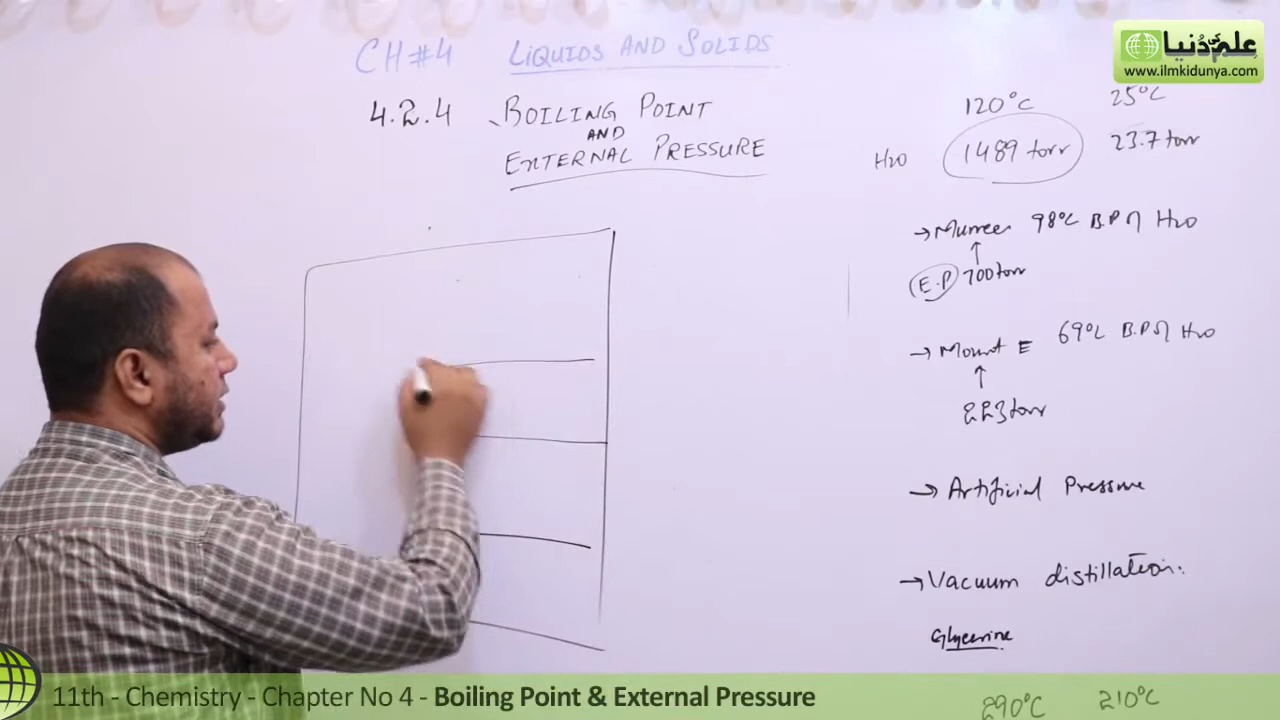 CH#4 LIQUIDS AND SOLIDS
4.2.4 BOILING POINT
AND
EXTERNAL PRESSURE
علم کی دُنیا
www.ilmkidunya.com
120°C 25°C
H2O 1489 torr 23.7 torr
→ Murree 98°C B.P of H2O
↑
E.P 700 torr
→ Mount E 69°C B.P of H2O
↑
223 torr
→ Artificial Pressure
→ Vacuum distillation.
Glycerine
290°C 210°C
11th - Chemistry - Chapter No 4 - Boiling Point & External Pressure